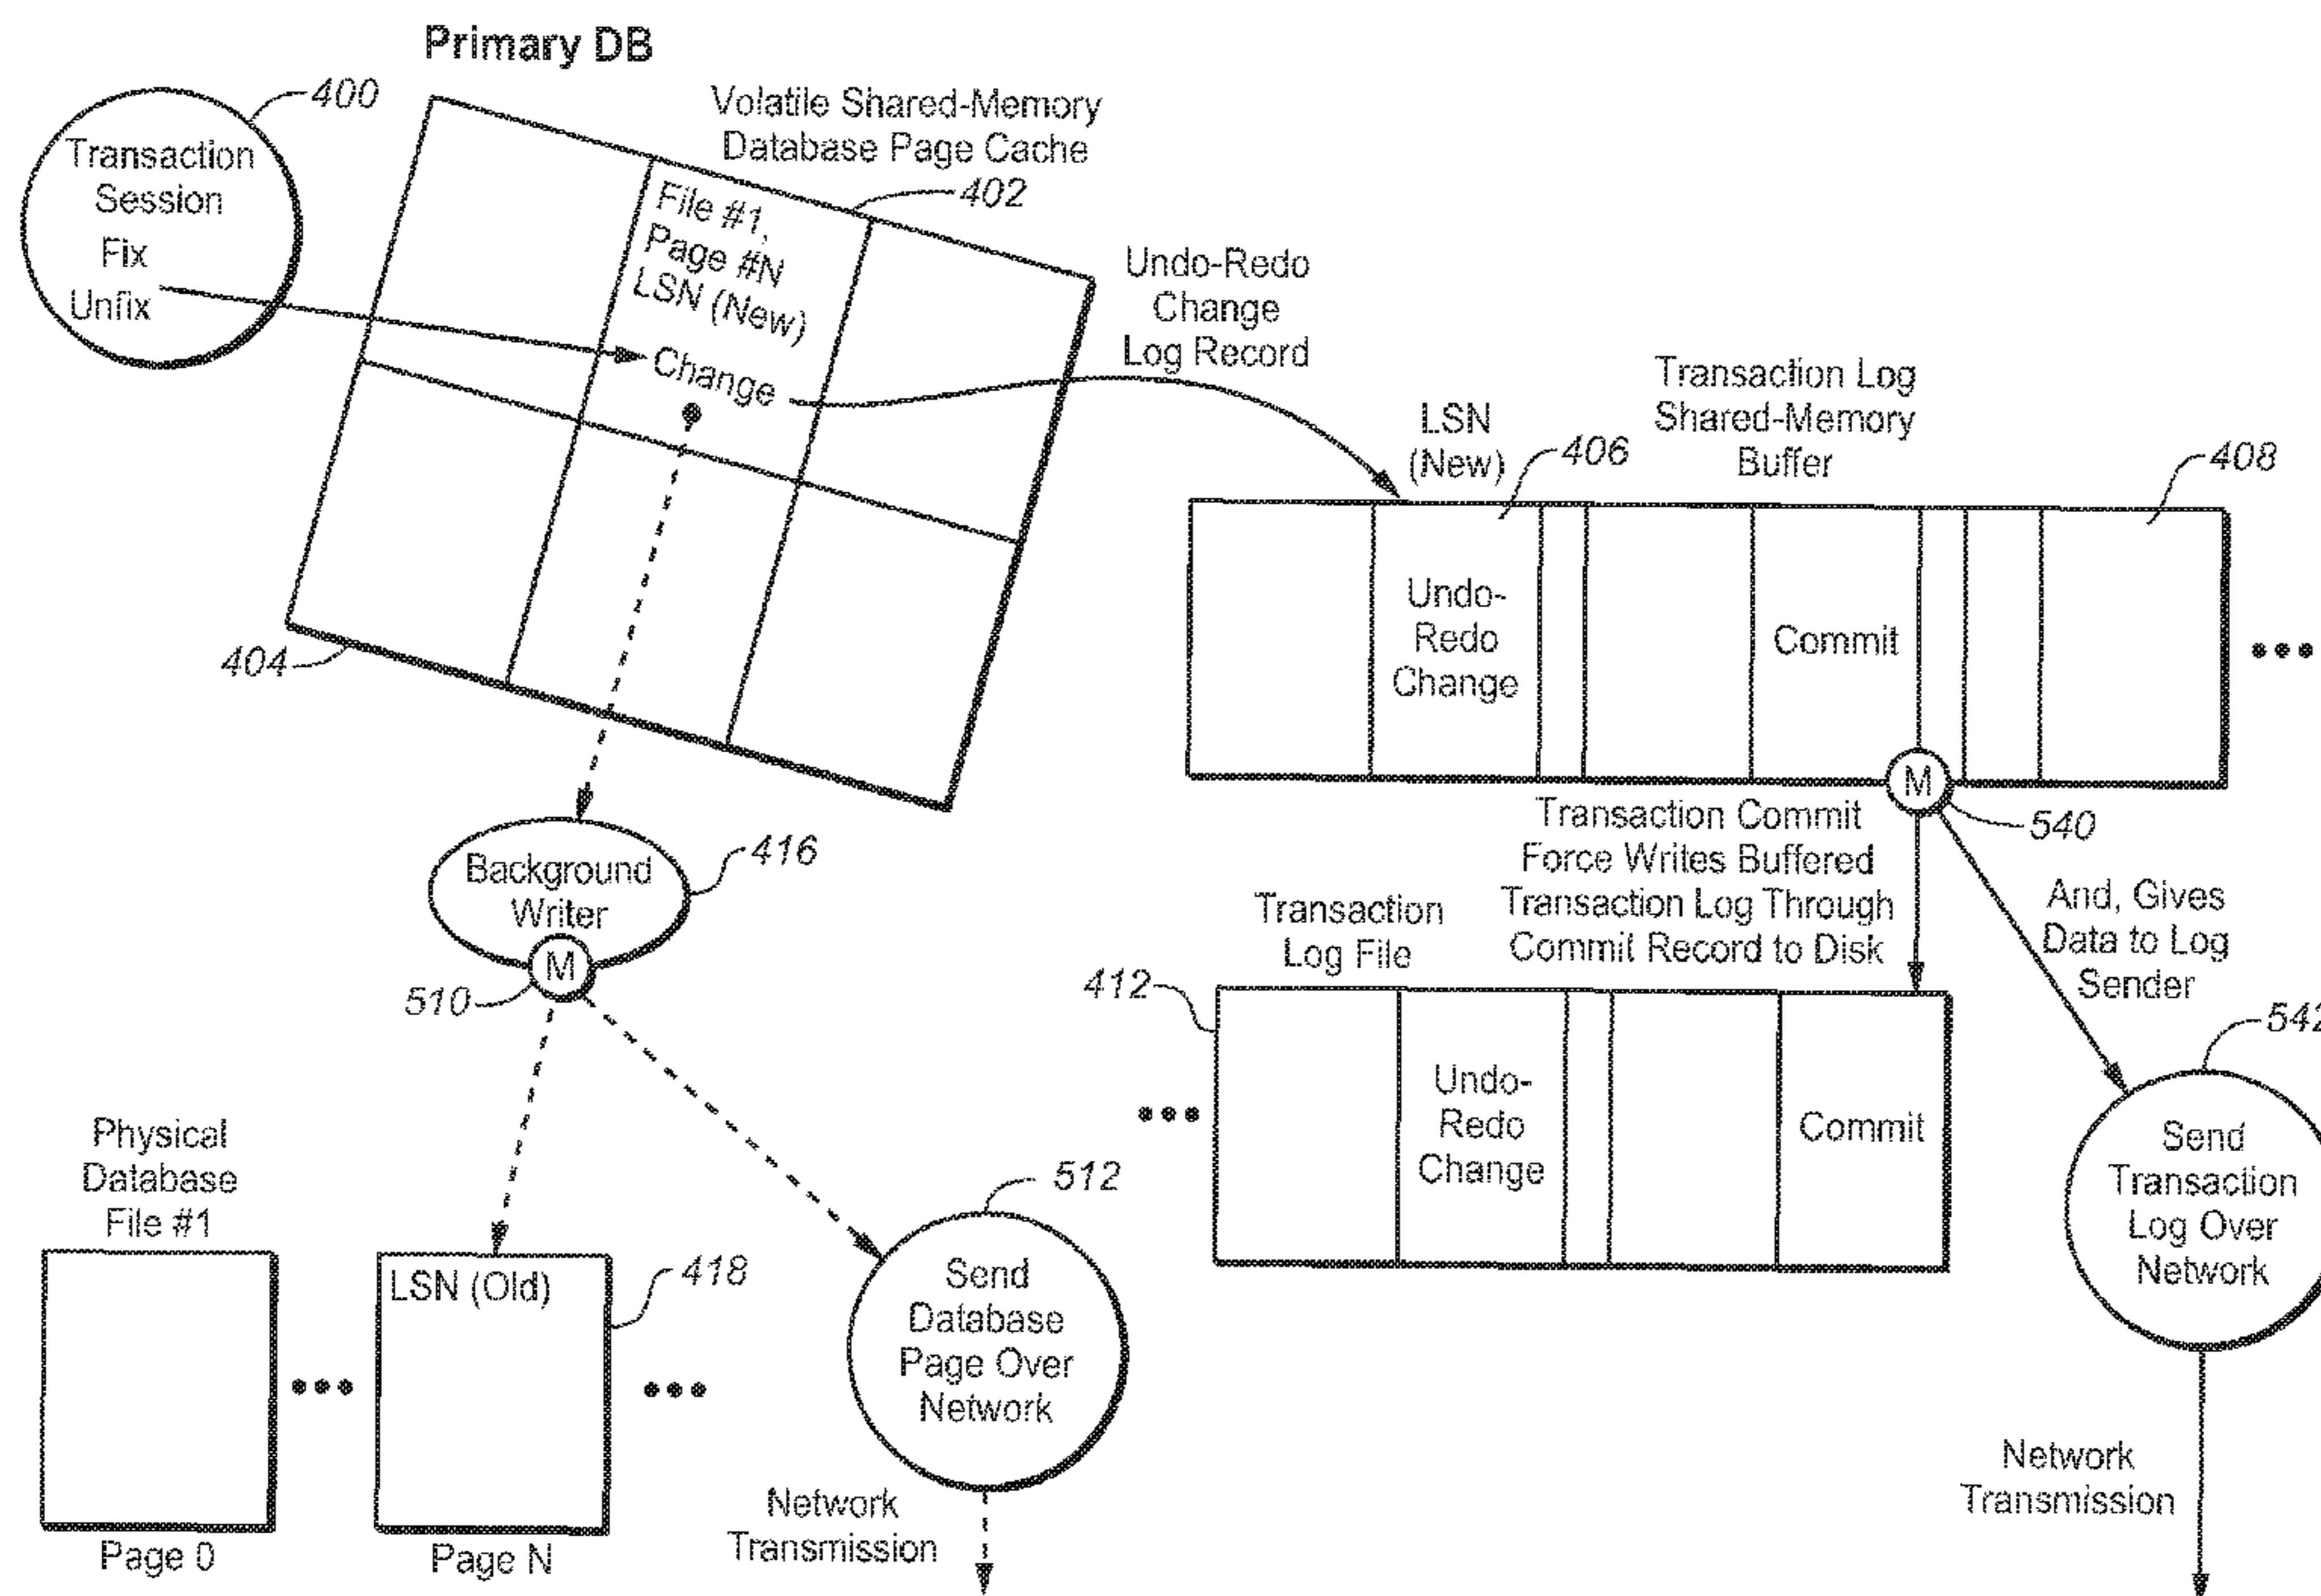 Primary DB
400
Transaction
Session
Fix
Unfix
Volatile Shared-Memory
Database Page Cache
402
File #1,
Page #N
LSN (New)
Change
404
Undo-Redo
Change
Log Record
LSN
(New)
406
Transaction Log
Shared-Memory
Buffer
408
Undo-
Redo
Change
Commit
•••
M
540
Transaction Commit
Force Writes Buffered
Transaction Log Through
Commit Record to Disk
And, Gives
Data to Log
Sender
Background
Writer
416
M
510
Transaction
Log File
412
•••
Undo-
Redo
Change
Commit
542
Send
Transaction
Log Over
Network
Network
Transmission
Physical
Database
File #1
LSN (Old)
418
•••
•••
Page 0
Page N
512
Send
Database
Page Over
Network
Network
Transmission